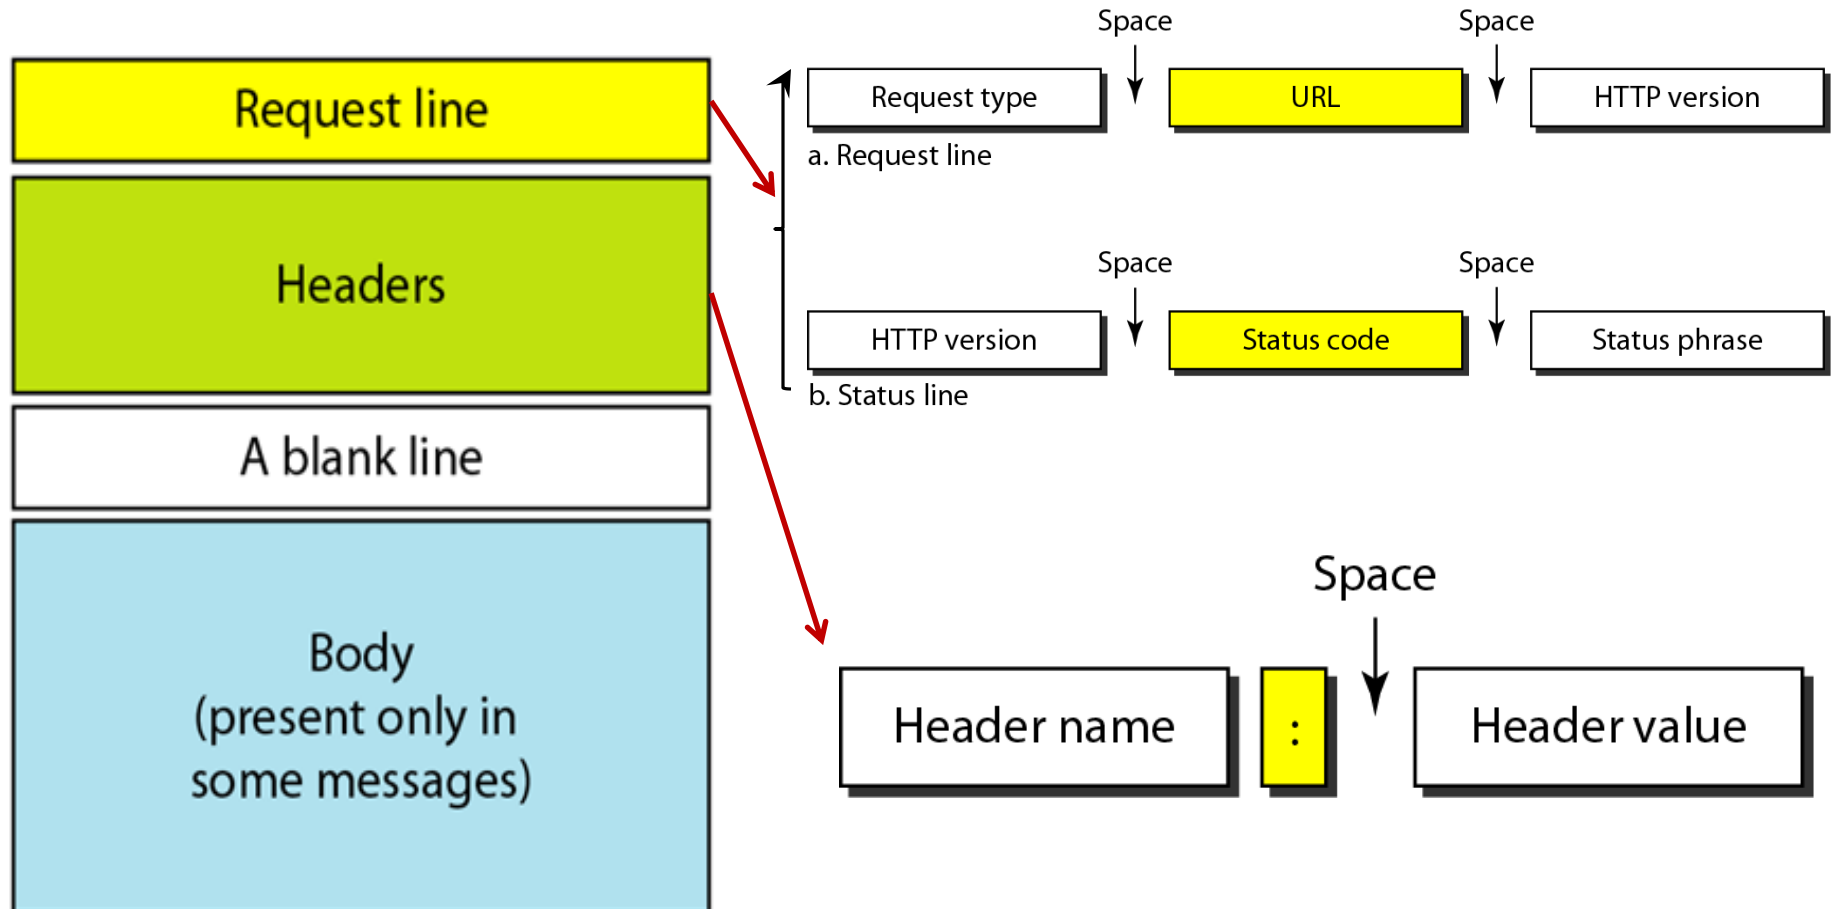 Request line
Headers
A blank line
Body
(present only in
some messages)
Space Space
Request type URL HTTP version
a. Request line
Space Space
HTTP version Status code Status phrase
b. Status line
Space
Header name : Header value